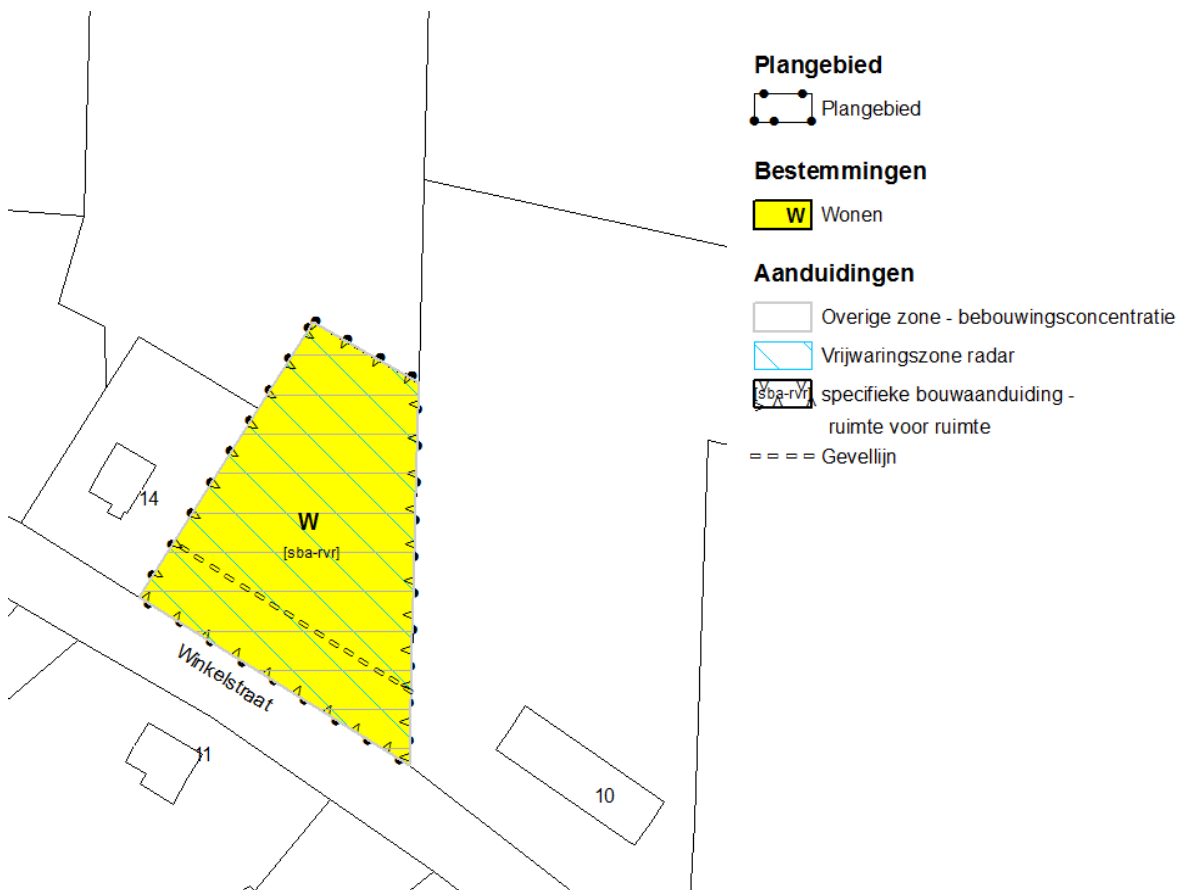 Plangebied
Plangebied
Bestemmingen
W Wonen
Aanduidingen
Overige zone - bebouwingsconcentratie
Vrijwaringszone radar
[sba-rvr] specifieke bouwaanduiding -
ruimte voor ruimte
Gevellijn
14
W
[sba-rvr]
Winkelstraat
11
10